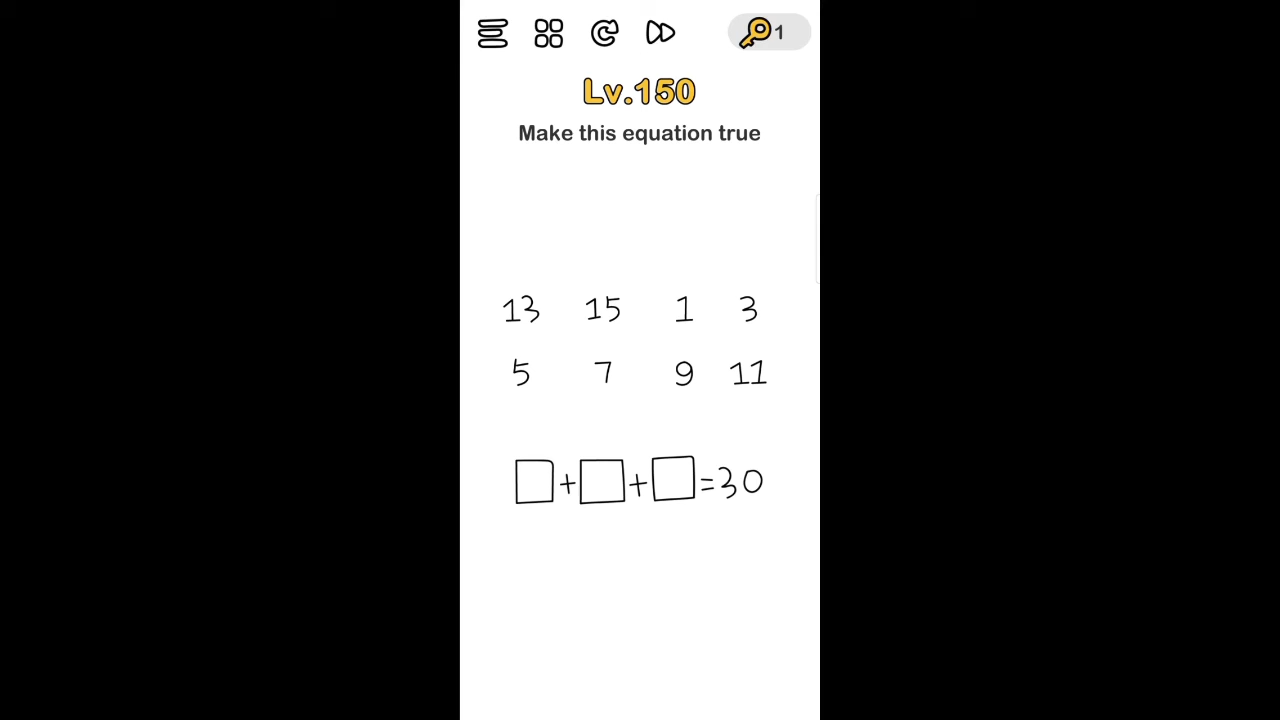 1
Lv.150
Make this equation true
13 15 1 3
5 7 9 11
□+□+□=30